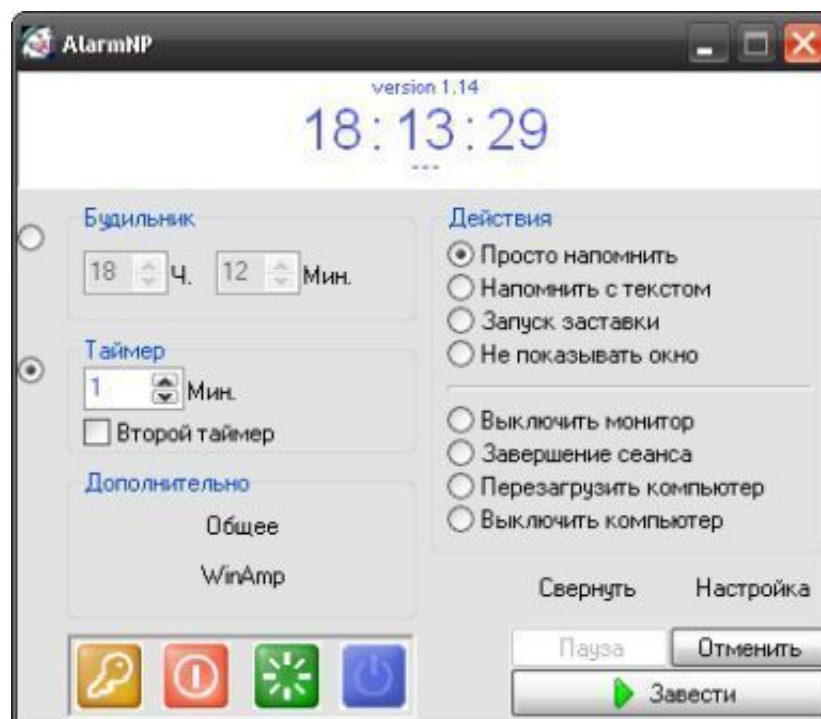 AlarmNP
version 1.14
18:13:29
---
Будильник
18 Ч. 12 Мин.
Таймер
1 Мин.
Второй таймер
Дополнительно
Общее
WinAmp
Действия
Просто напомнить
Напомнить с текстом
Запуск заставки
Не показывать окно
Выключить монитор
Завершение сеанса
Перезагрузить компьютер
Выключить компьютер
Свернуть Настройка
Пауза Отменить
Завести